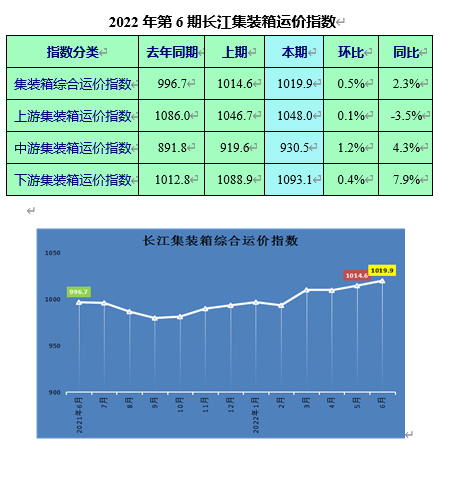 2022 年第 6 期长江集装箱运价指数
指数分类 去年同期 上期 本期 环比 同比
集装箱综合运价指数 996.7 1014.6 1019.9 0.5% 2.3%
上游集装箱运价指数 1086.0 1046.7 1048.0 0.1% -3.5%
中游集装箱运价指数 891.8 919.6 930.5 1.2% 4.3%
下游集装箱运价指数 1012.8 1088.9 1093.1 0.4% 7.9%
长江集装箱综合运价指数
1050
1000
950
900
996.7
1014.6
1019.9
2021年6月 7月 8月 9月 10月 11月 12月 2022年1月 2月 3月 4月 5月 6月